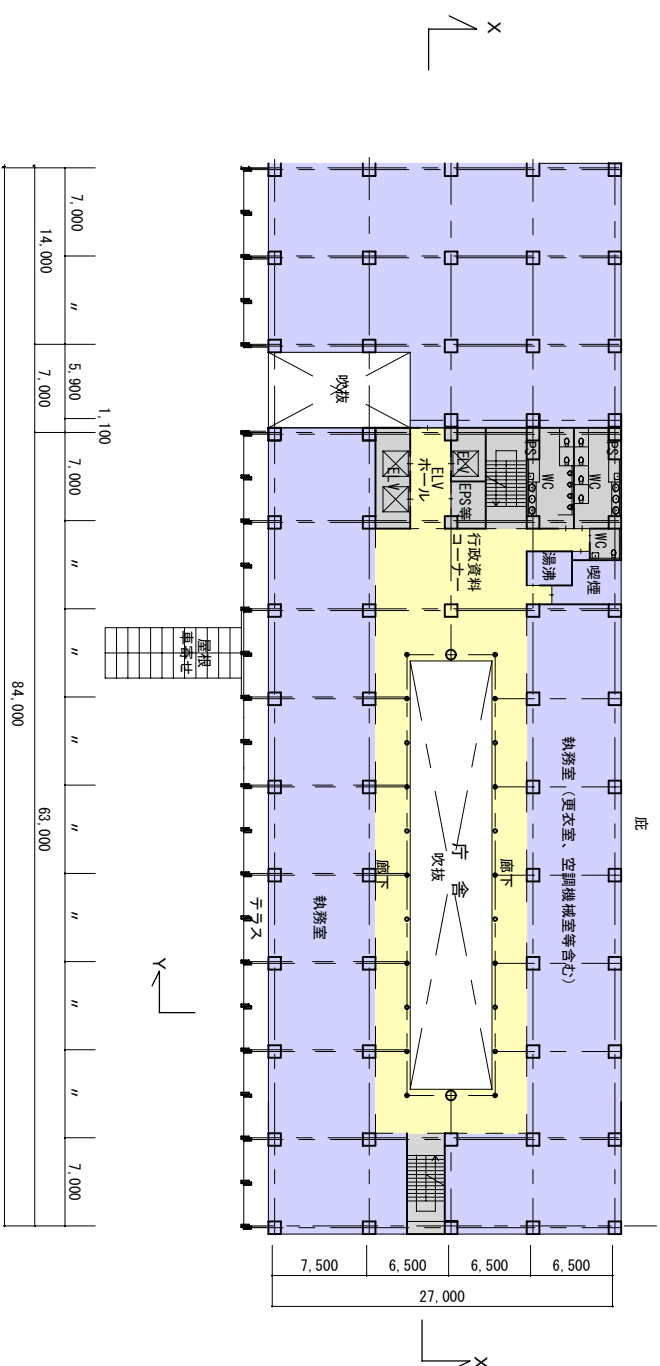 X
吹抜
ELV
ELV
ホール
ELV
EPS等
PS
WC
WC
PS
WC
湯沸
喫煙
行政資料
コーナー
屋根
車寄せ
執務室（更衣室、空調機械室等含む）
庇
廊下
庁舎
吹抜
廊下
執務室
テラス
Y
X
7,000
〃
5,900
1,100
7,000
〃
〃
〃
〃
〃
〃
〃
7,000
14,000
7,000
63,000
84,000
7,500
6,500
6,500
6,500
27,000